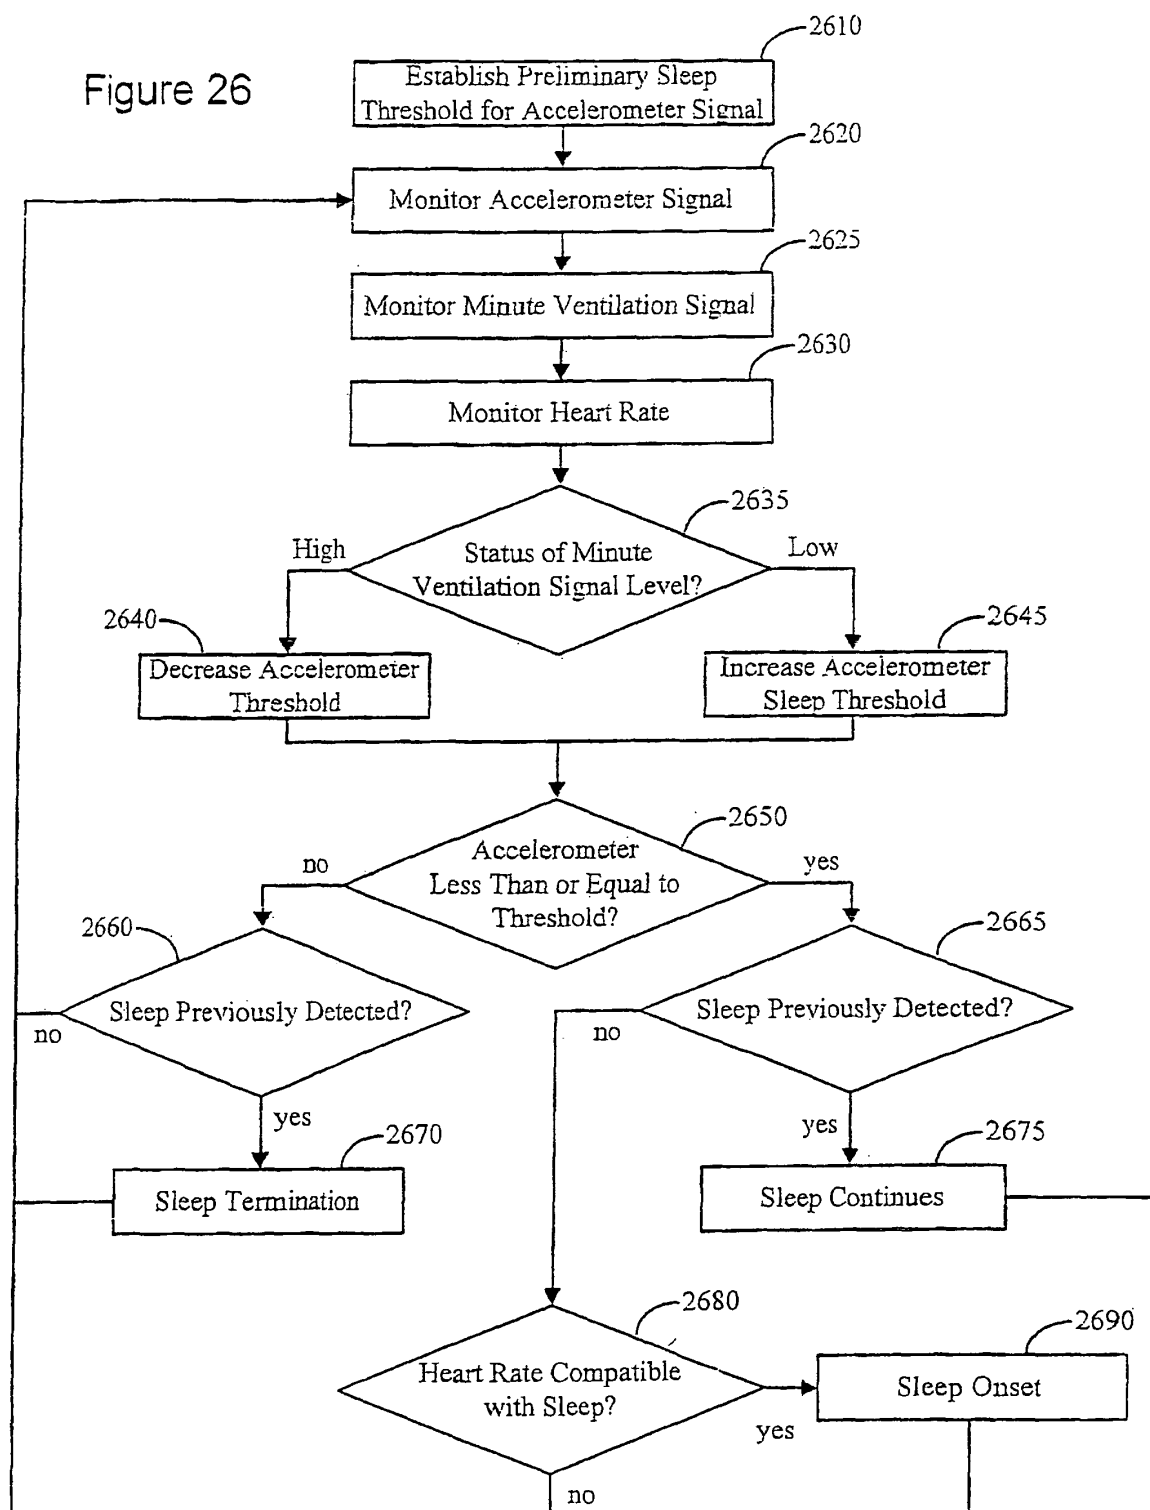 Figure 26
2610
Establish Preliminary Sleep
Threshold for Accelerometer Signal
2620
Monitor Accelerometer Signal
2625
Monitor Minute Ventilation Signal
2630
Monitor Heart Rate
2635
Status of Minute
Ventilation Signal Level?
High
Low
2640
Decrease Accelerometer
Threshold
2645
Increase Accelerometer
Sleep Threshold
2650
Accelerometer
Less Than or Equal to
Threshold?
no
yes
2660
Sleep Previously Detected?
no
yes
2665
Sleep Previously Detected?
no
yes
2670
Sleep Termination
2675
Sleep Continues
2680
Heart Rate Compatible
with Sleep?
yes
no
2690
Sleep Onset